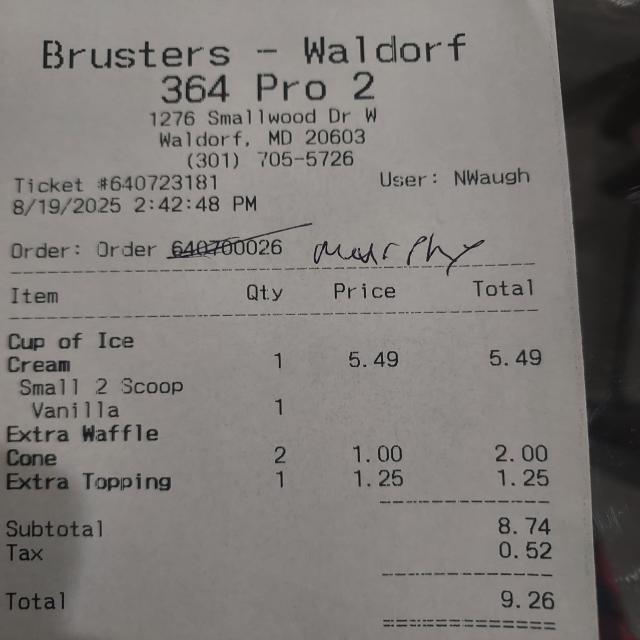 Brusters - Waldorf
364 Pro 2
1276 Smallwood Dr W
Waldorf, MD 20603
(301) 705-5726
Ticket #640723181 User: NWaugh
8/19/2025 2:42:48 PM
Order: Order 640700026 Murphy
Item Qty Price Total
Cup of Ice
Cream 1 5.49 5.49
Small 2 Scoop
Vanilla 1
Extra Waffle
Cone 2 1.00 2.00
Extra Topping 1 1.25 1.25
Subtotal 8.74
Tax 0.52
Total 9.26